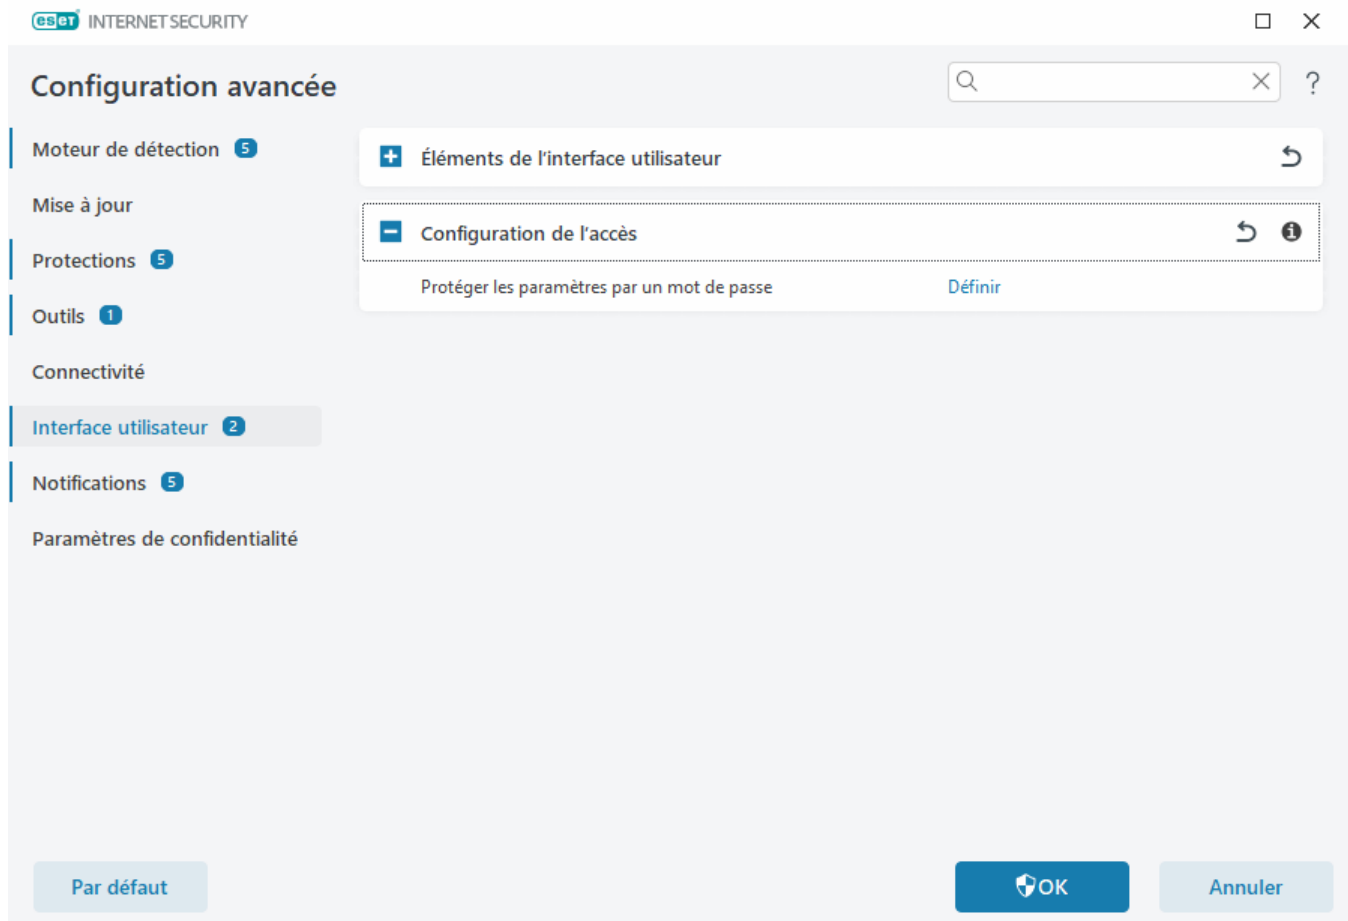 eset INTERNET SECURITY
Configuration avancée
?
Moteur de détection 5
Mise à jour
Protections 5
Outils 1
Connectivité
Interface utilisateur 2
Notifications 5
Paramètres de confidentialité
Éléments de l'interface utilisateur
Configuration de l'accès
Protéger les paramètres par un mot de passe Définir
Par défaut
OK
Annuler